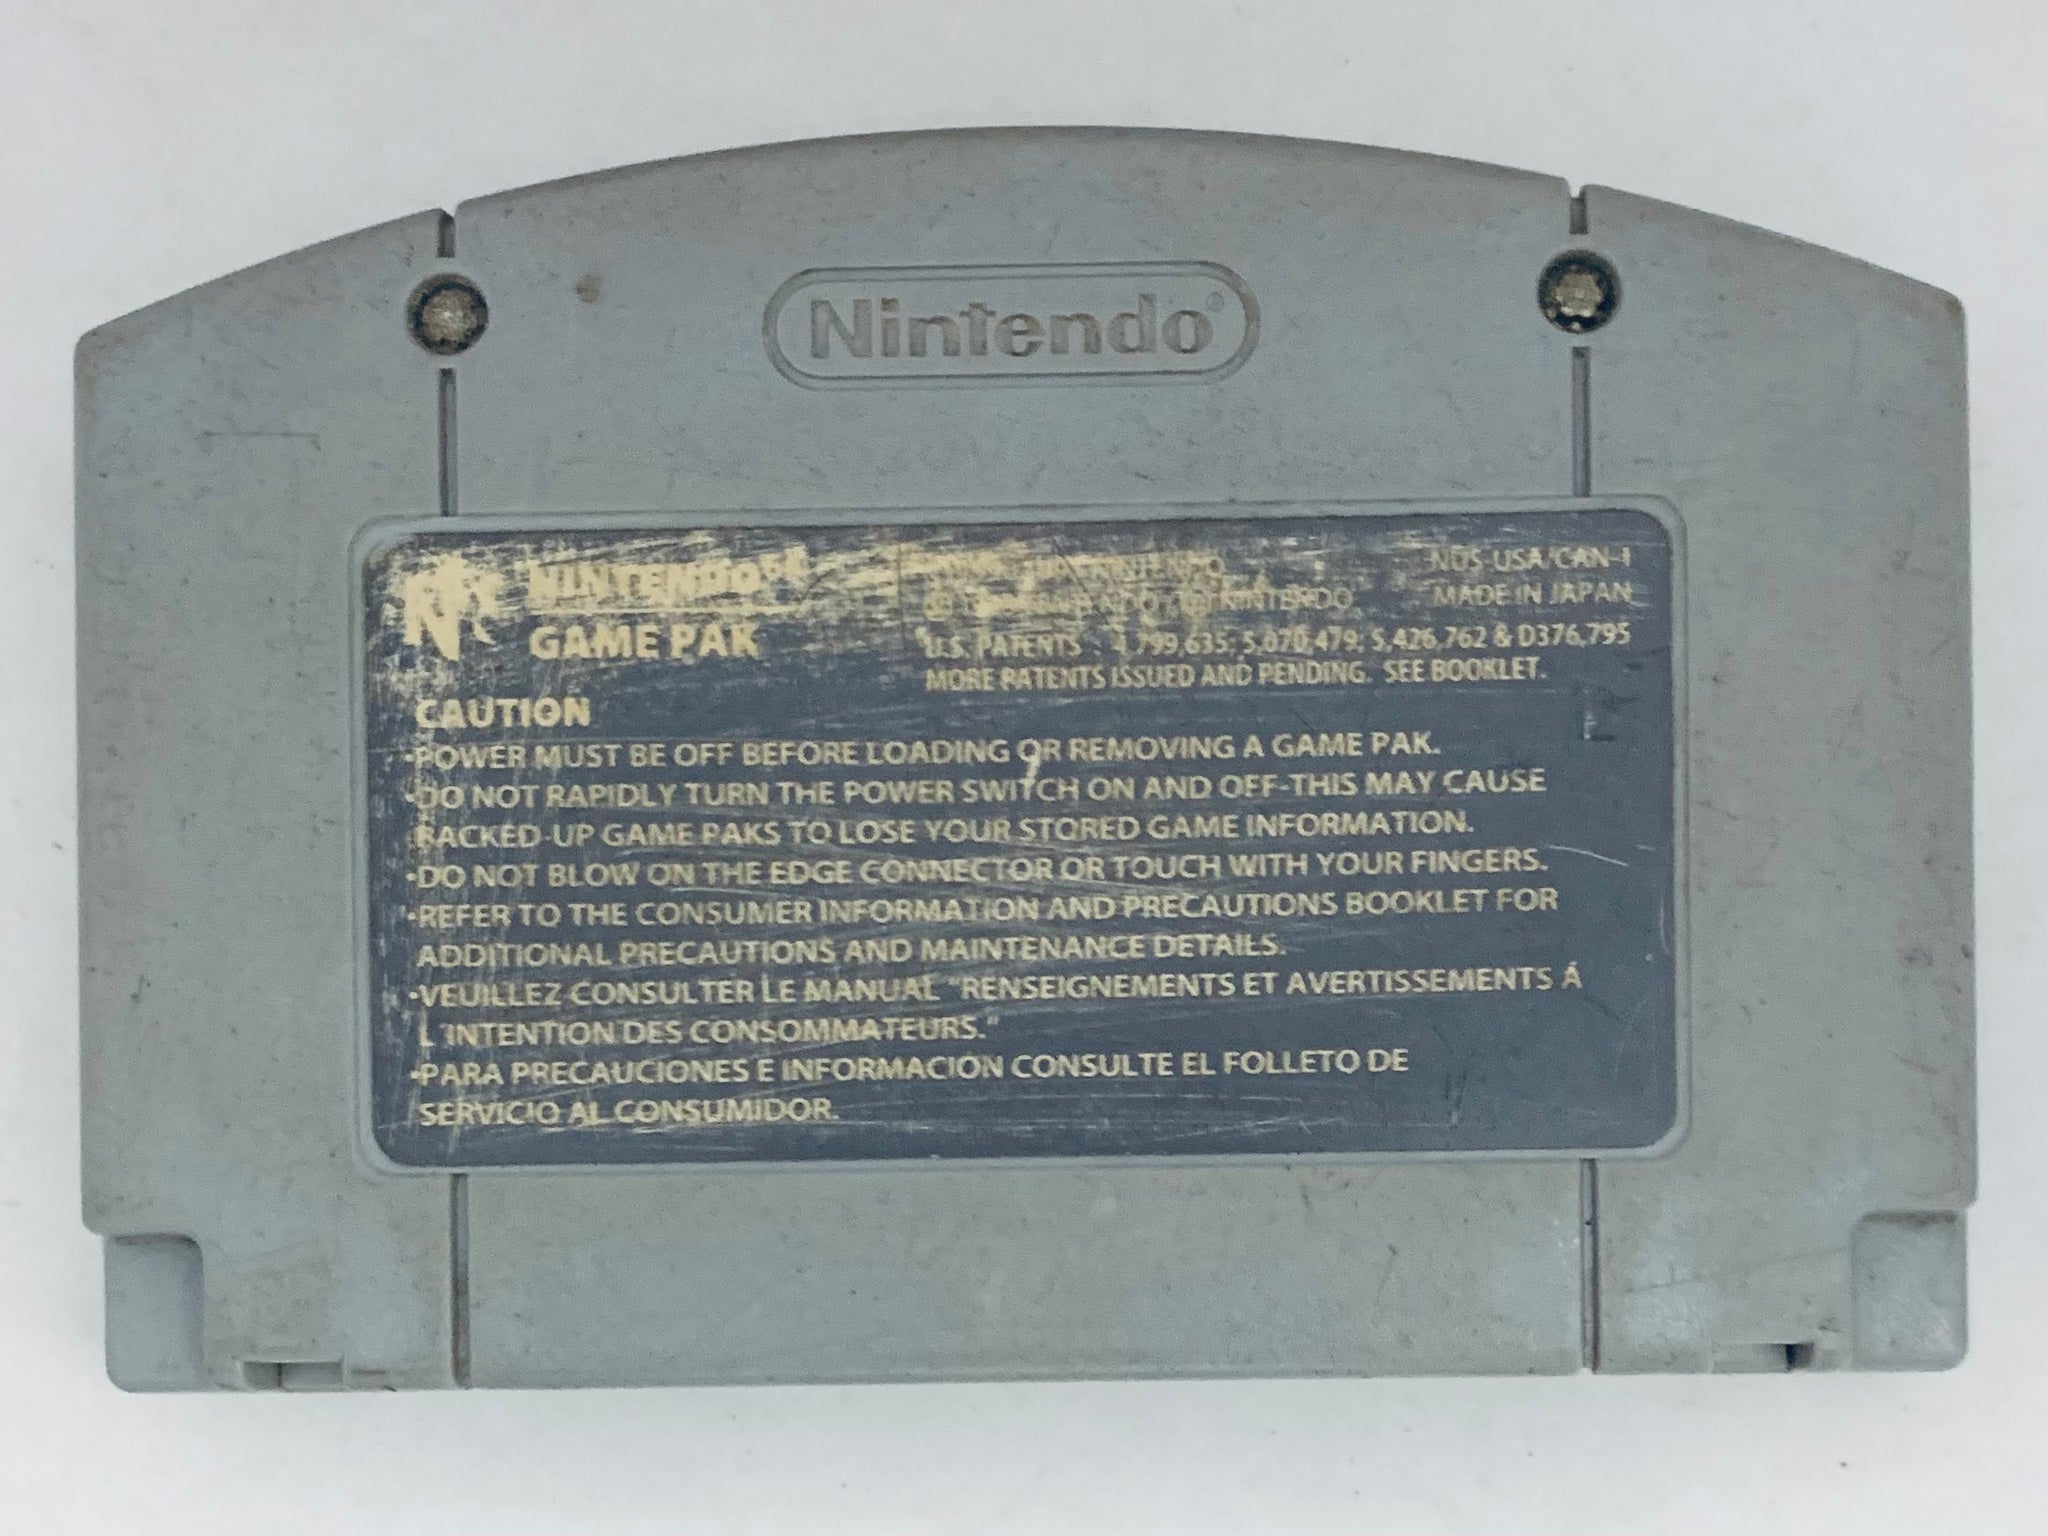 Nintendo®
NINTENDO64
GAME PAK
NINTENDO
NINTENDO
NUS-USA/CAN-1
MADE IN JAPAN
U.S. PATENTS : 4,799,635; 5,070,479; 5,426,762 & D376,795
MORE PATENTS ISSUED AND PENDING. SEE BOOKLET.
CAUTION
•POWER MUST BE OFF BEFORE LOADING OR REMOVING A GAME PAK.
•DO NOT RAPIDLY TURN THE POWER SWITCH ON AND OFF-THIS MAY CAUSE
BACKED-UP GAME PAKS TO LOSE YOUR STORED GAME INFORMATION.
•DO NOT BLOW ON THE EDGE CONNECTOR OR TOUCH WITH YOUR FINGERS.
•REFER TO THE CONSUMER INFORMATION AND PRECAUTIONS BOOKLET FOR
ADDITIONAL PRECAUTIONS AND MAINTENANCE DETAILS.
•VEUILLEZ CONSULTER LE MANUAL "RENSEIGNEMENTS ET AVERTISSEMENTS Á
L'INTENTION DES CONSOMMATEURS."
•PARA PRECAUCIONES E INFORMACIÓN CONSULTE EL FOLLETO DE
SERVICIO AL CONSUMIDOR.